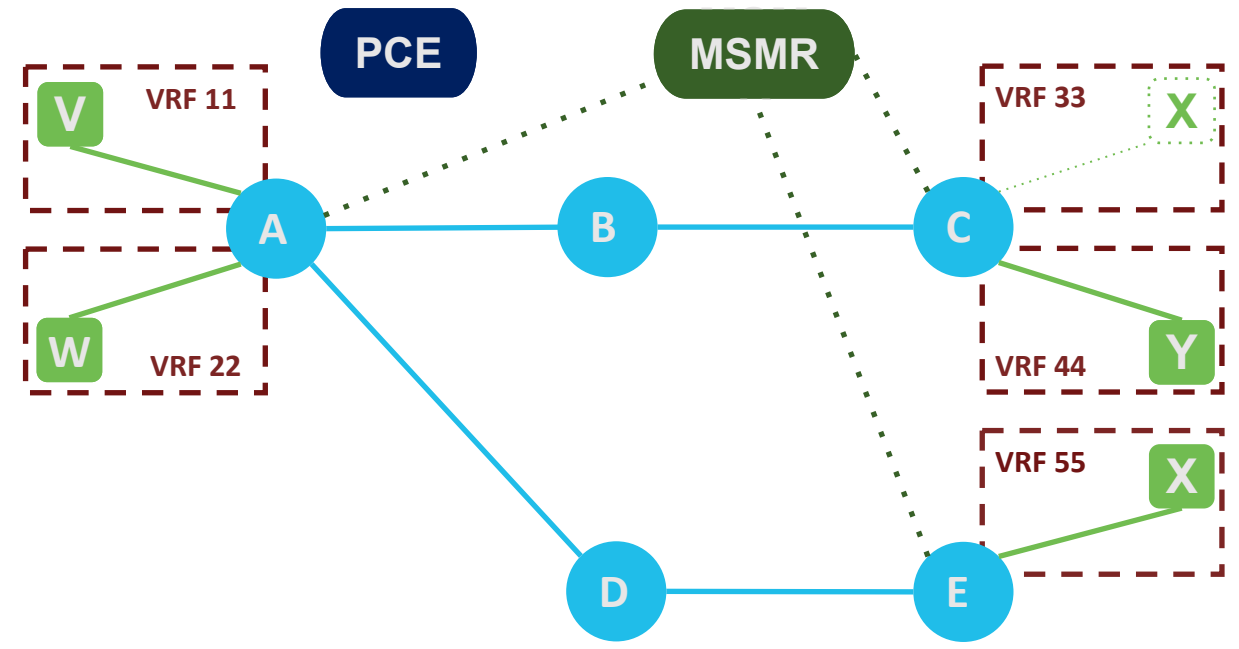 PCE
MSMR
V
VRF 11
VRF 33
X
A
B
C
W
VRF 22
VRF 44
Y
VRF 55
X
D
E